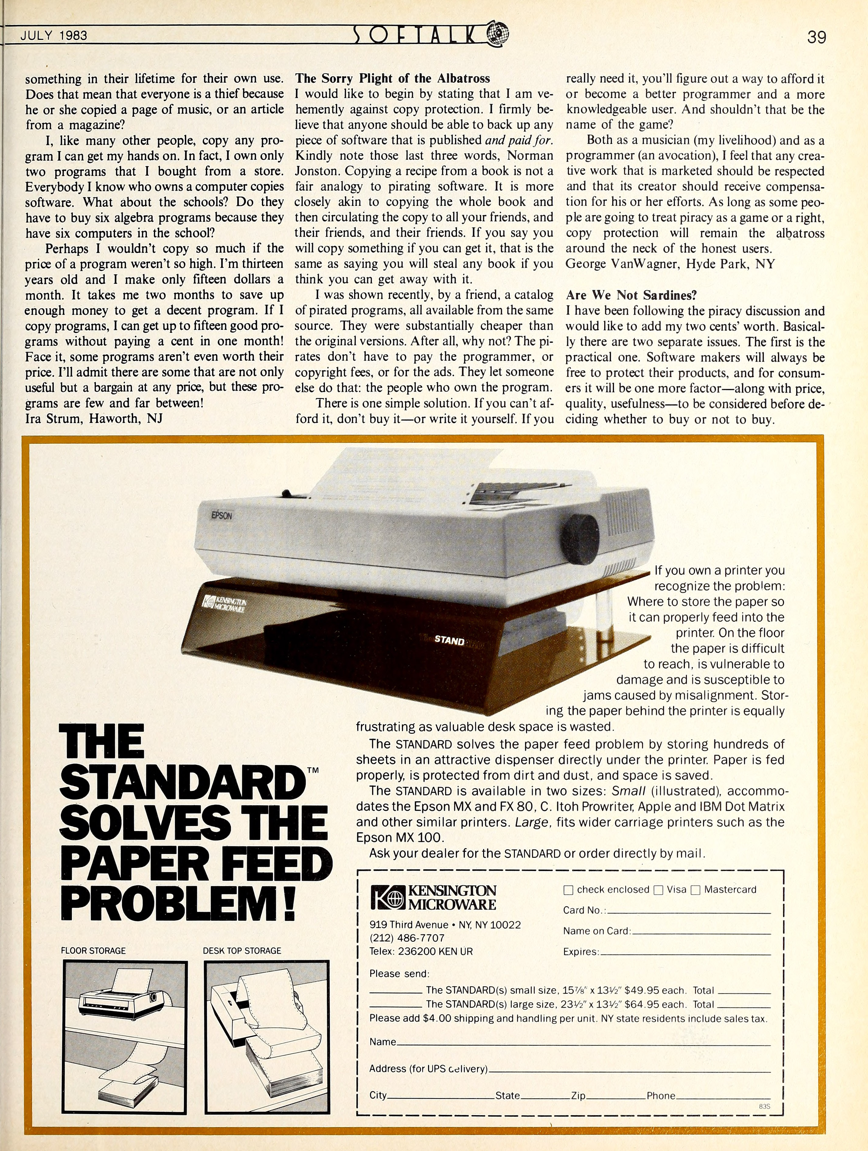 JULY 1983
SOFTALK
39
something in their lifetime for their own use.
Does that mean that everyone is a thief because
he or she copied a page of music, or an article
from a magazine?
I, like many other people, copy any pro-
gram I can get my hands on. In fact, I own only
two programs that I bought from a store.
Everybody I know who owns a computer copies
software. What about the schools? Do they
have to buy six algebra programs because they
have six computers in the school?
Perhaps I wouldn't copy so much if the
price of a program weren't so high. I'm thirteen
years old and I make only fifteen dollars a
month. It takes me two months to save up
enough money to get a decent program. If I
copy programs, I can get up to fifteen good pro-
grams without paying a cent in one month!
Face it, some programs aren't even worth their
price. I'll admit there are some that are not only
useful but a bargain at any price, but these pro-
grams are few and far between!
Ira Strum, Haworth, NJ
The Sorry Plight of the Albatross
I would like to begin by stating that I am ve-
hemently against copy protection. I firmly be-
lieve that anyone should be able to back up any
piece of software that is published and paid for.
Kindly note those last three words, Norman
Jonston. Copying a recipe from a book is not a
fair analogy to pirating software. It is more
closely akin to copying the whole book and
then circulating the copy to all your friends, and
their friends, and their friends. If you say you
will copy something if you can get it, that is the
same as saying you will steal any book if you
think you can get away with it.
I was shown recently, by a friend, a catalog
of pirated programs, all available from the same
source. They were substantially cheaper than
the original versions. After all, why not? The pi-
rates don't have to pay the programmer, or
copyright fees, or for the ads. They let someone
else do that: the people who own the program.
There is one simple solution. If you can't af-
ford it, don't buy it—or write it yourself. If you
really need it, you'll figure out a way to afford it
or become a better programmer and a more
knowledgeable user. And shouldn't that be the
name of the game?
Both as a musician (my livelihood) and as a
programmer (an avocation), I feel that any crea-
tive work that is marketed should be respected
and that its creator should receive compensa-
tion for his or her efforts. As long as some peo-
ple are going to treat piracy as a game or a right,
copy protection will remain the albatross
around the neck of the honest users.
George VanWagner, Hyde Park, NY
Are We Not Sardines?
I have been following the piracy discussion and
would like to add my two cents' worth. Basical-
ly there are two separate issues. The first is the
practical one. Software makers will always be
free to protect their products, and for consum-
ers it will be one more factor—along with price,
quality, usefulness—to be considered before de-
ciding whether to buy or not to buy.
EPSON
KENSINGTON
MICROWARE
STAND
If you own a printer you
recognize the problem:
Where to store the paper so
it can properly feed into the
printer. On the floor
the paper is difficult
to reach, is vulnerable to
damage and is susceptible to
jams caused by misalignment. Stor-
ing the paper behind the printer is equally
frustrating as valuable desk space is wasted.
The STANDARD solves the paper feed problem by storing hundreds of
sheets in an attractive dispenser directly under the printer. Paper is fed
properly, is protected from dirt and dust, and space is saved.
The STANDARD is available in two sizes: Small (illustrated), accommo-
dates the Epson MX and FX 80, C. Itoh Prowriter, Apple and IBM Dot Matrix
and other similar printers. Large, fits wider carriage printers such as the
Epson MX 100.
Ask your dealer for the STANDARD or order directly by mail.
THE
STANDARD™
SOLVES THE
PAPER FEED
PROBLEM!
FLOOR STORAGE
DESK TOP STORAGE
KENSINGTON
MICROWARE
919 Third Avenue • NY, NY 10022
(212) 486-7707
Telex: 236200 KEN UR
☐ check enclosed ☐ Visa ☐ Mastercard
Card No.:
Name on Card:
Expires:
Please send:
The STANDARD(s) small size, 15⅞" x 13½" $49.95 each. Total
The STANDARD(s) large size, 23½" x 13½" $64.95 each. Total
Please add $4.00 shipping and handling per unit. NY state residents include sales tax.
Name
Address (for UPS delivery)
City State Zip Phone
83S